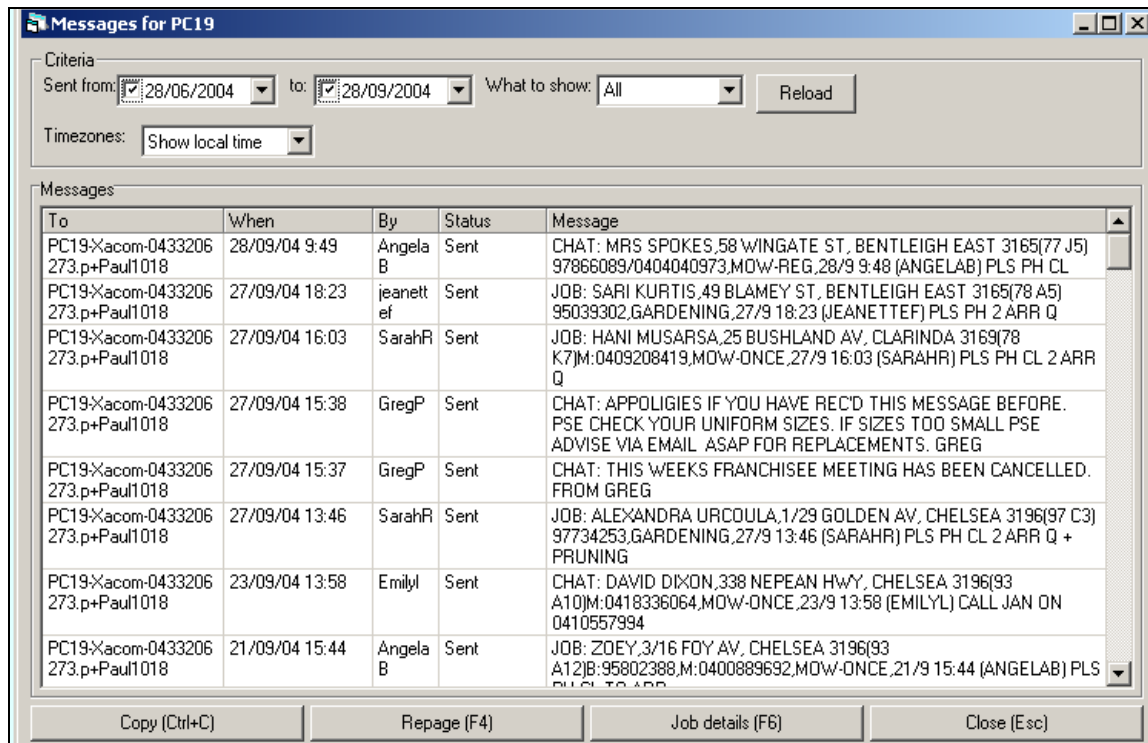 Messages for PC19
Criteria
Sent from: 28/06/2004 to: 28/09/2004 What to show: All Reload
Timezones: Show local time
Messages
To When By Status Message
PC19-Xacom-0433206 28/09/04 9:49 Angela Sent CHAT: MRS SPOKES,58 WINGATE ST, BENTLEIGH EAST 3165(77 J5)
273.p+Paul1018 B 97866089/0404040973,MOW-REG,28/9 9:48 (ANGELAB) PLS PH CL
PC19-Xacom-0433206 27/09/04 18:23 jeanett Sent JOB: SARI KURTIS,49 BLAMEY ST, BENTLEIGH EAST 3165(78 A5)
273.p+Paul1018 ef 95039302,GARDENING,27/9 18:23 (JEANETTEF) PLS PH 2 ARR Q
PC19-Xacom-0433206 27/09/04 16:03 SarahR Sent JOB: HANI MUSARSA,25 BUSHLAND AV, CLARINDA 3169(78
273.p+Paul1018 K7)M:0409208419,MOW-ONCE,27/9 16:03 (SARAHR) PLS PH CL 2 ARR
Q
PC19-Xacom-0433206 27/09/04 15:38 GregP Sent CHAT: APPOLIGIES IF YOU HAVE REC'D THIS MESSAGE BEFORE.
273.p+Paul1018 PSE CHECK YOUR UNIFORM SIZES. IF SIZES TOO SMALL PSE
ADVISE VIA EMAIL ASAP FOR REPLACEMENTS. GREG
PC19-Xacom-0433206 27/09/04 15:37 GregP Sent CHAT: THIS WEEKS FRANCHISEE MEETING HAS BEEN CANCELLED.
273.p+Paul1018 FROM GREG
PC19-Xacom-0433206 27/09/04 13:46 SarahR Sent JOB: ALEXANDRA URCOULA,1/29 GOLDEN AV, CHELSEA 3196(97 C3)
273.p+Paul1018 97734253,GARDENING,27/9 13:46 (SARAHR) PLS PH CL 2 ARR Q +
PRUNING
PC19-Xacom-0433206 23/09/04 13:58 Emilyl Sent CHAT: DAVID DIXON,338 NEPEAN HWY, CHELSEA 3196(93
273.p+Paul1018 A10)M:0418336064,MOW-ONCE,23/9 13:58 (EMILYL) CALL JAN ON
0410557994
PC19-Xacom-0433206 21/09/04 15:44 Angela Sent JOB: ZOEY,3/16 FOY AV, CHELSEA 3196(93
273.p+Paul1018 B A12)B:95802388,M:0400889692,MOW-ONCE,21/9 15:44 (ANGELAB) PLS
PH CL TO ARR
Copy (Ctrl+C) Repage (F4) Job details (F6) Close (Esc)